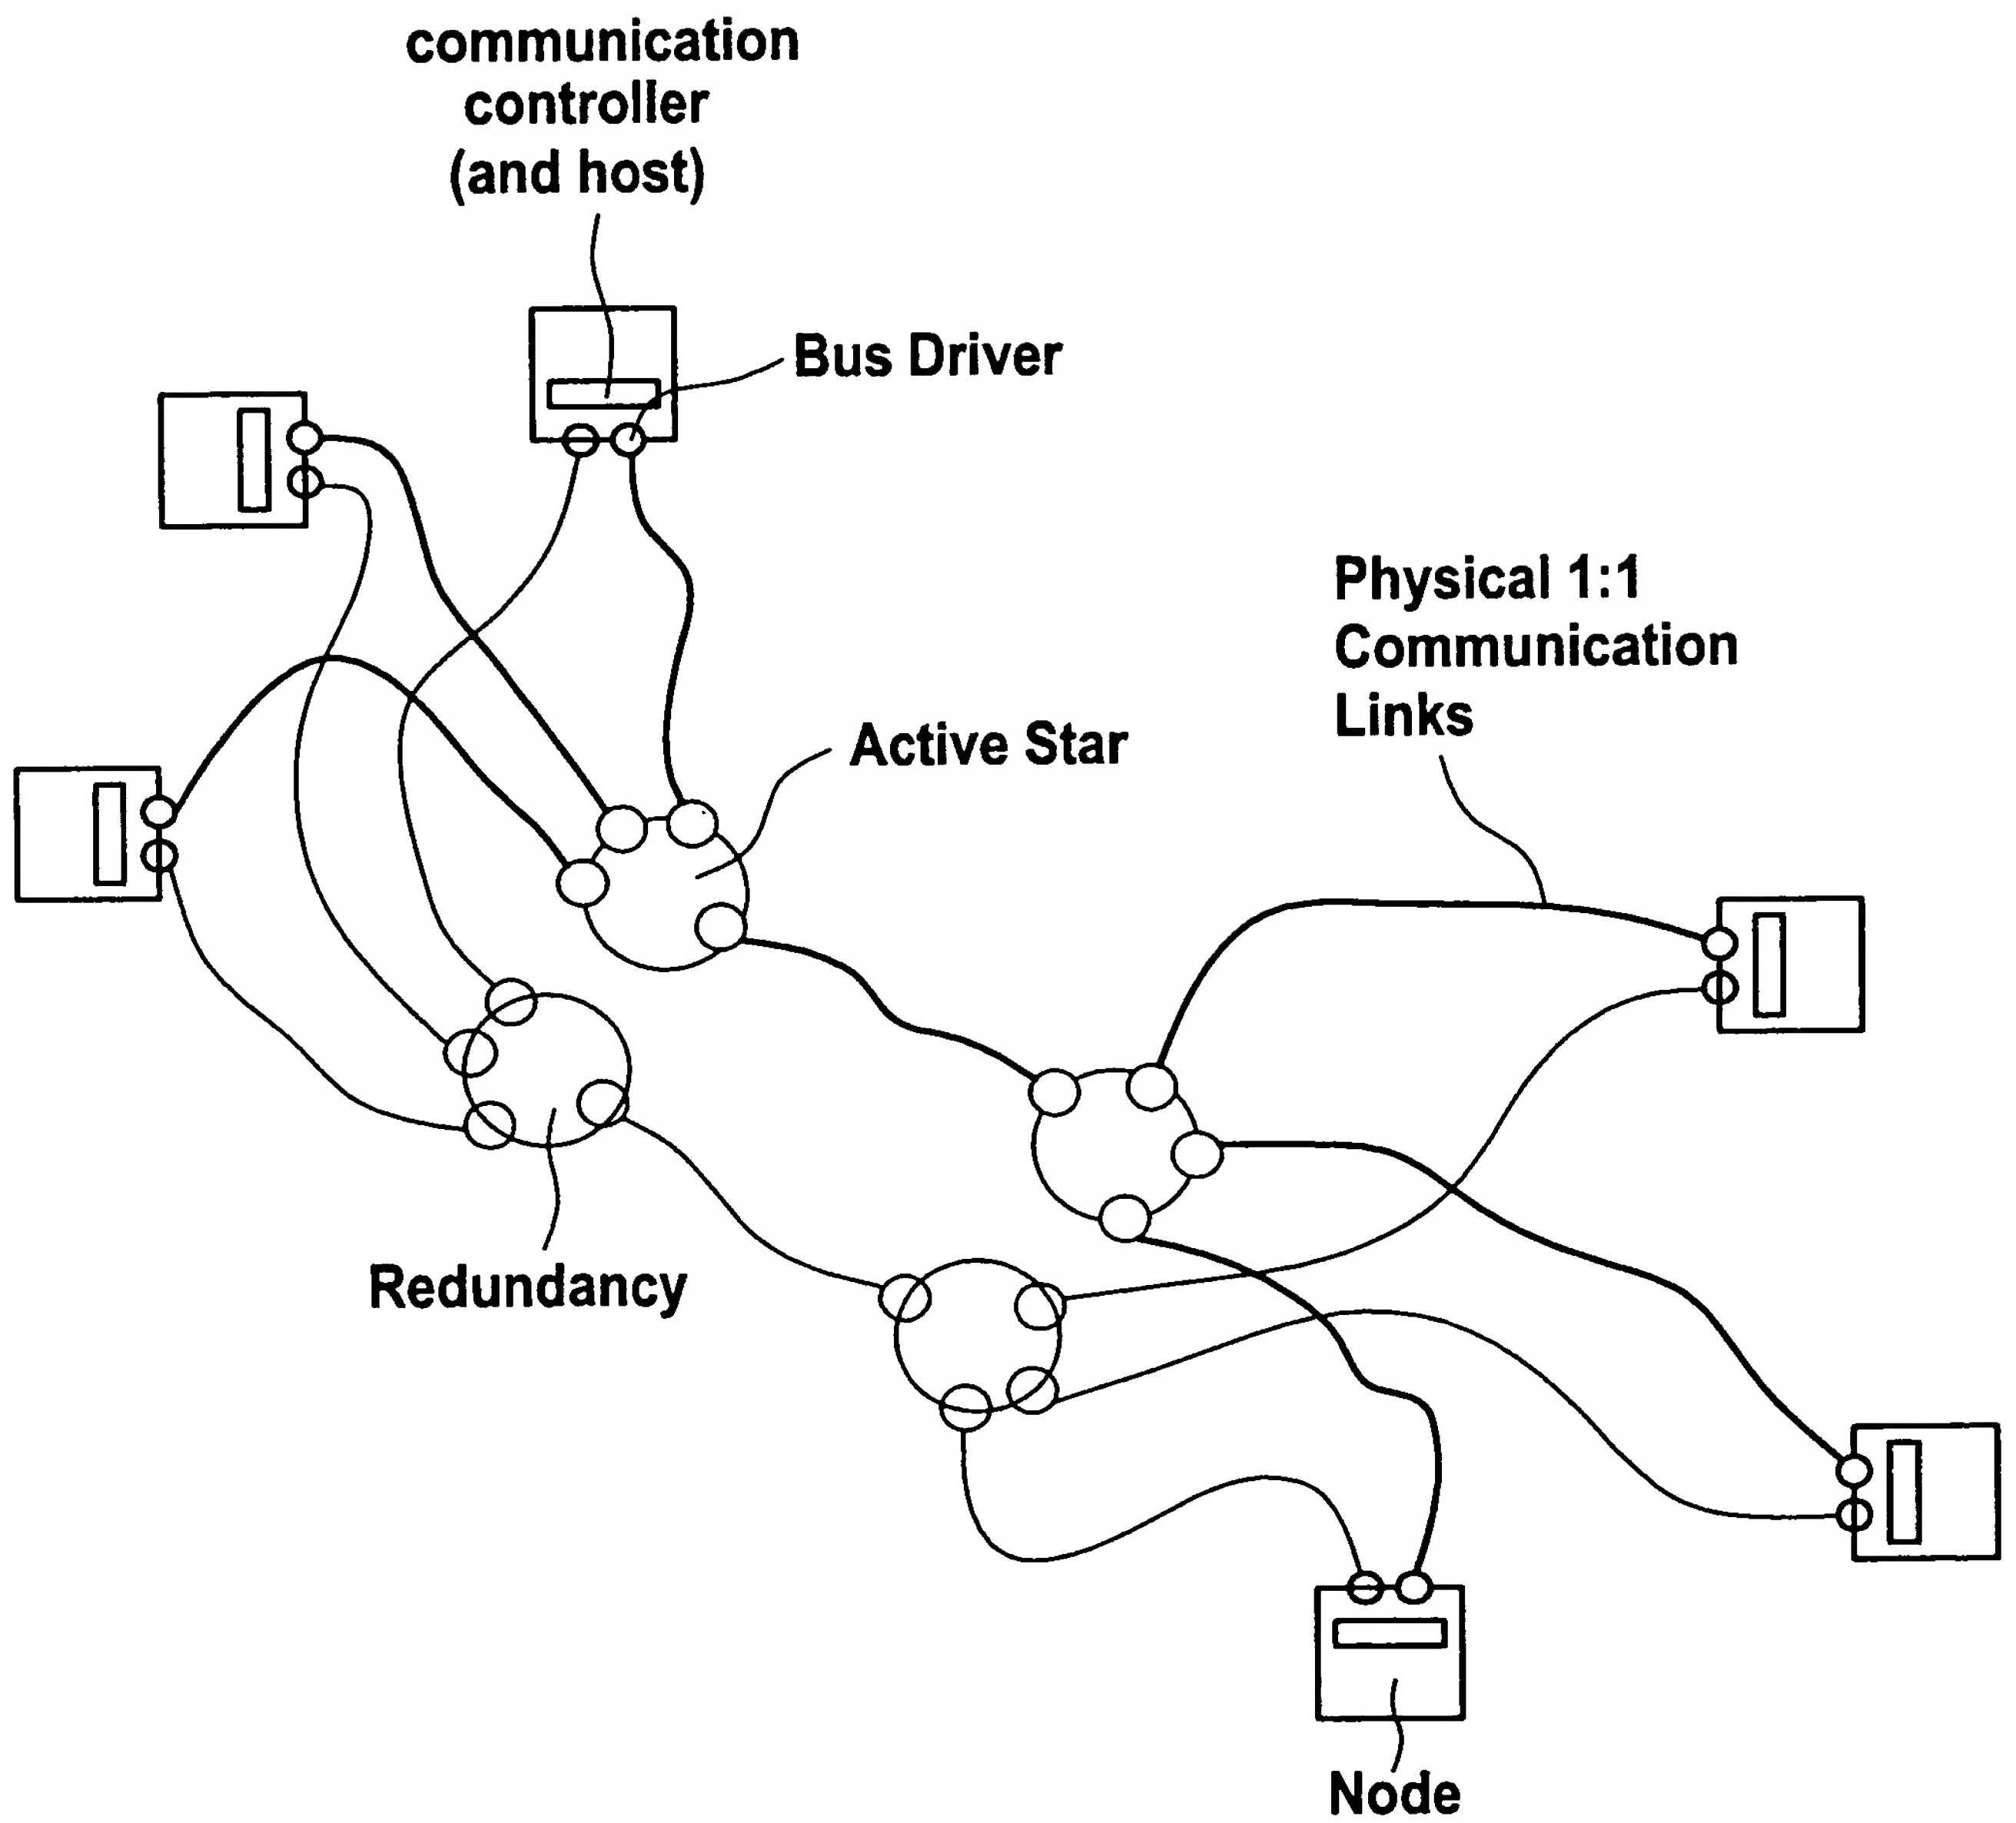 communication
controller
(and host)
Bus Driver
Physical 1:1
Communication
Links
Active Star
Redundancy
Node